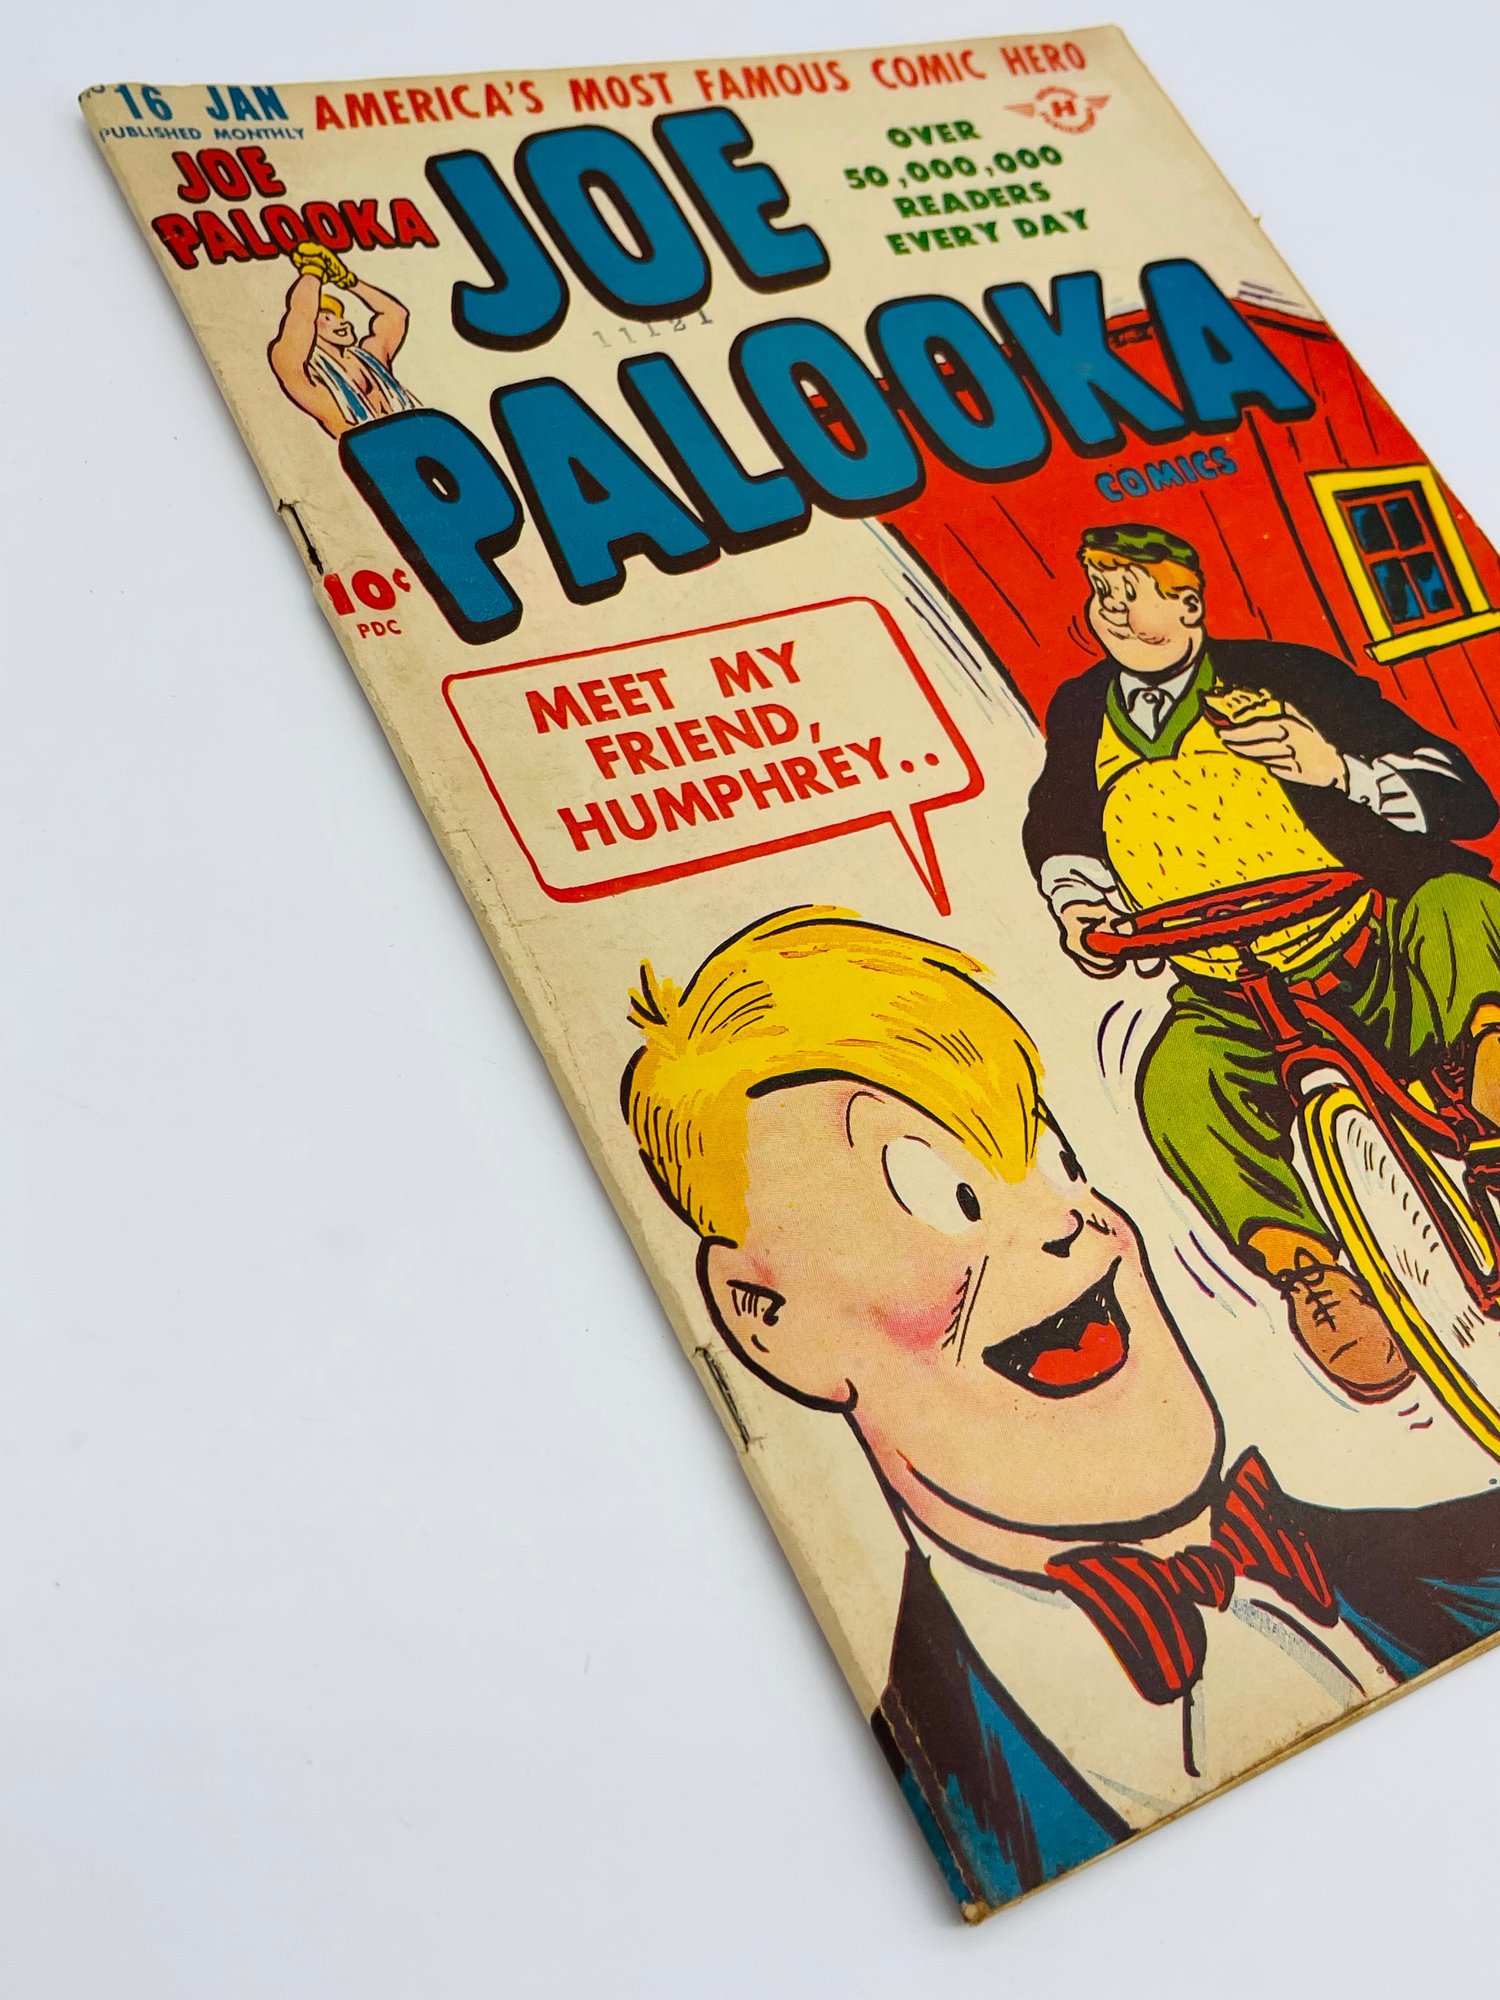 16 JAN
PUBLISHED MONTHLY
AMERICA'S MOST FAMOUS COMIC HERO
H
JOE
PALOOKA
JOE
PALOOKA
COMICS
OVER
50,000,000
READERS
EVERY DAY
11121
10¢
PDC
MEET MY
FRIEND,
HUMPHREY..